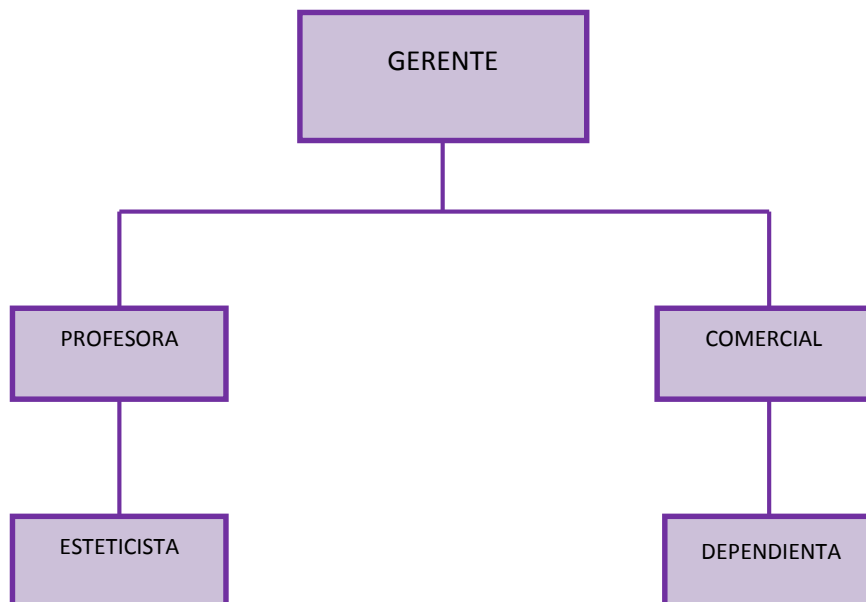 GERENTE
PROFESORA
COMERCIAL
ESTETICISTA
DEPENDIENTA